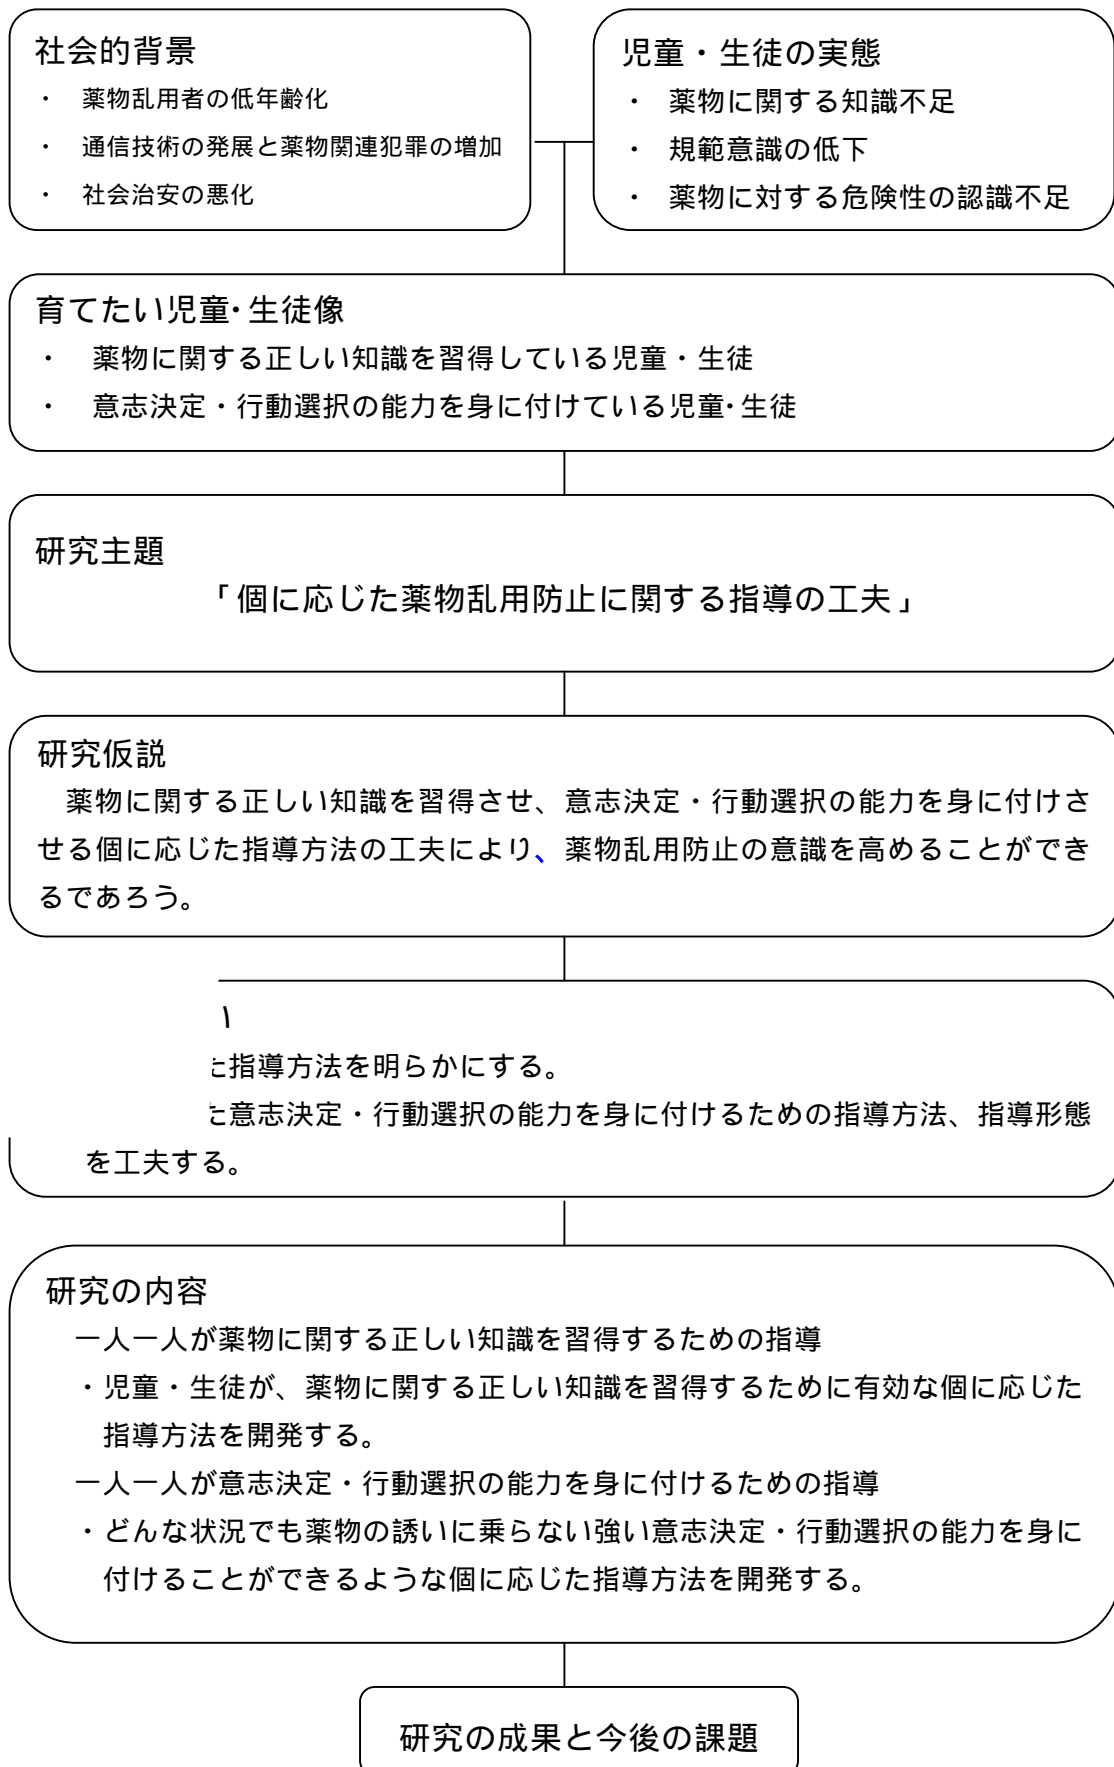 社会的背景
・ 薬物乱用者の低年齢化
・ 通信技術の発展と薬物関連犯罪の増加
・ 社会治安の悪化
児童・生徒の実態
・ 薬物に関する知識不足
・ 規範意識の低下
・ 薬物に対する危険性の認識不足
育てたい児童・生徒像
・ 薬物に関する正しい知識を習得している児童・生徒
・ 意志決定・行動選択の能力を身に付けている児童・生徒
研究主題
「個に応じた薬物乱用防止に関する指導の工夫」
研究仮説
薬物に関する正しい知識を習得させ、意志決定・行動選択の能力を身に付けさ
せる個に応じた指導方法の工夫により、薬物乱用防止の意識を高めることができ
るであろう。
た指導方法を明らかにする。
た意志決定・行動選択の能力を身に付けるための指導方法、指導形態
を工夫する。
研究の内容
一人一人が薬物に関する正しい知識を習得するための指導
・児童・生徒が、薬物に関する正しい知識を習得するために有効な個に応じた
指導方法を開発する。
一人一人が意志決定・行動選択の能力を身に付けるための指導
・どんな状況でも薬物の誘いに乗らない強い意志決定・行動選択の能力を身に
付けることができるような個に応じた指導方法を開発する。
研究の成果と今後の課題